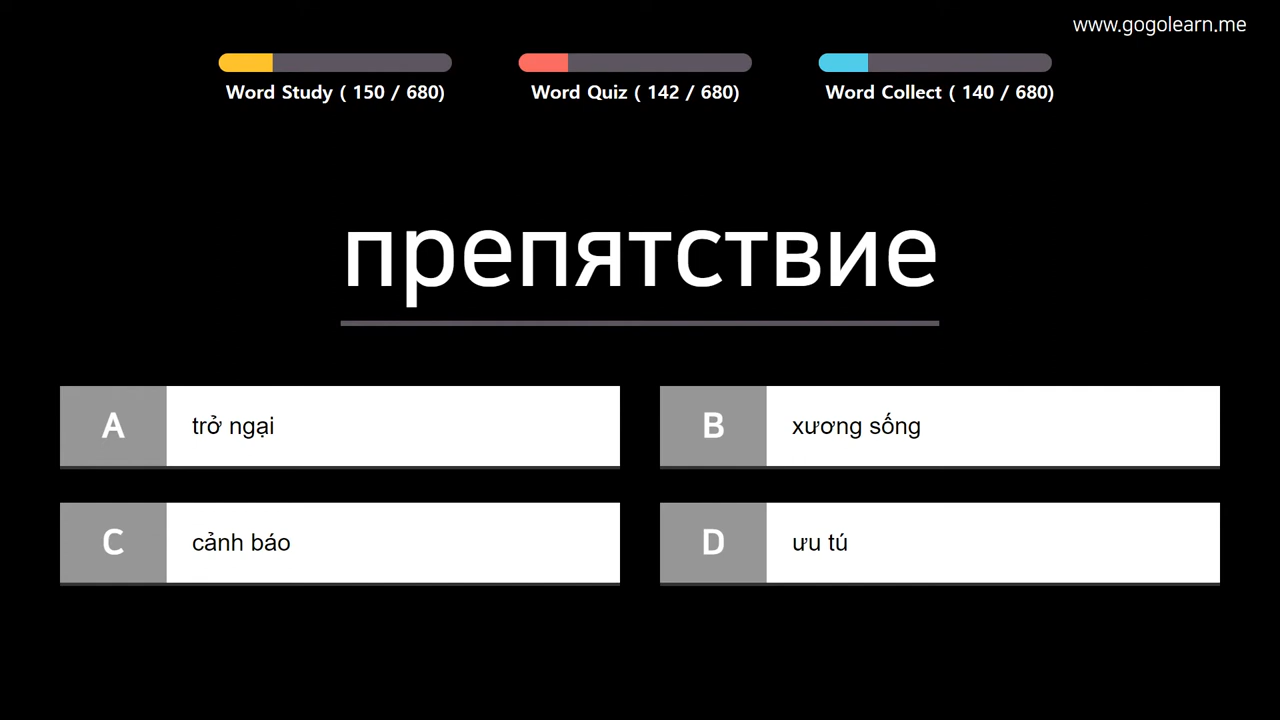 www.gogolearn.me
Word Study ( 150 / 680)
Word Quiz ( 142 / 680)
Word Collect ( 140 / 680)
препятствие
A trở ngại
B xương sống
C cảnh báo
D ưu tú